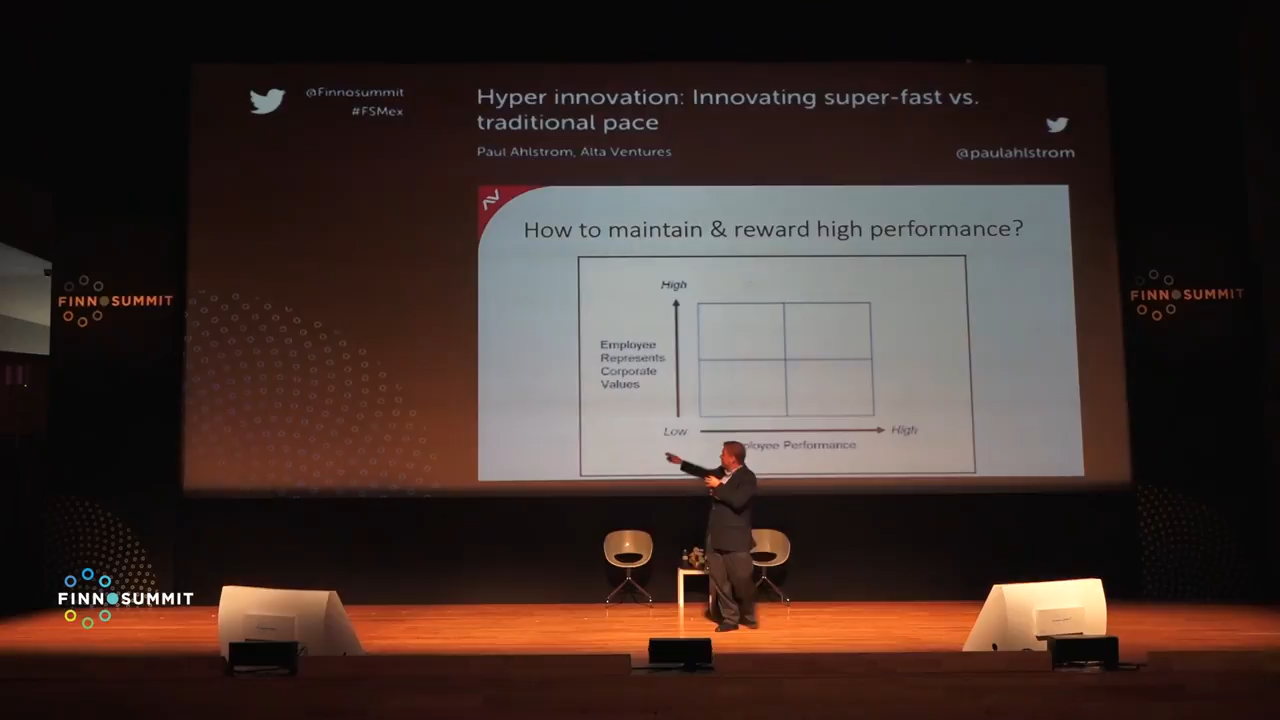 @Finnosummit
#FSMex
Hyper innovation: Innovating super-fast vs.
traditional pace
Paul Ahlstrom, Alta Ventures
@paulahlstrom
How to maintain & reward high performance?
High
Employee
Represents
Corporate
Values
Low
High
Performance
FINNOSUMMIT
FINNOSUMMIT
FINNOSUMMIT